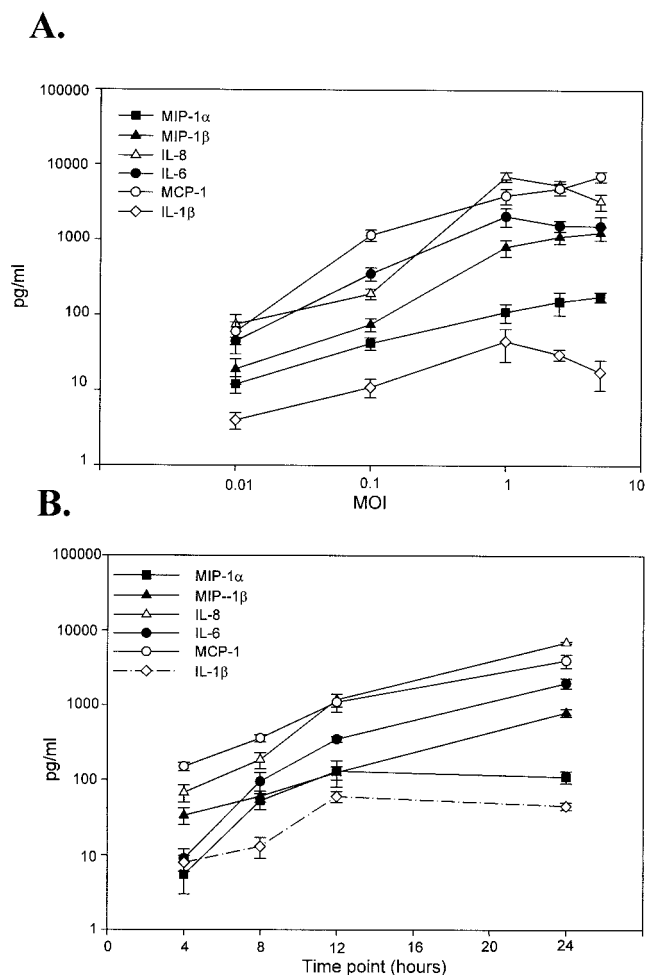 A.
100000
10000
1000
100
10
1
pg/ml
MIP-1α
MIP-1β
IL-8
IL-6
MCP-1
IL-1β
0.01 0.1 1 10
MOI
B.
100000
10000
1000
100
10
1
pg/ml
MIP-1α
MIP--1β
IL-8
IL-6
MCP-1
IL-1β
0 4 8 12 16 20 24
Time point (hours)